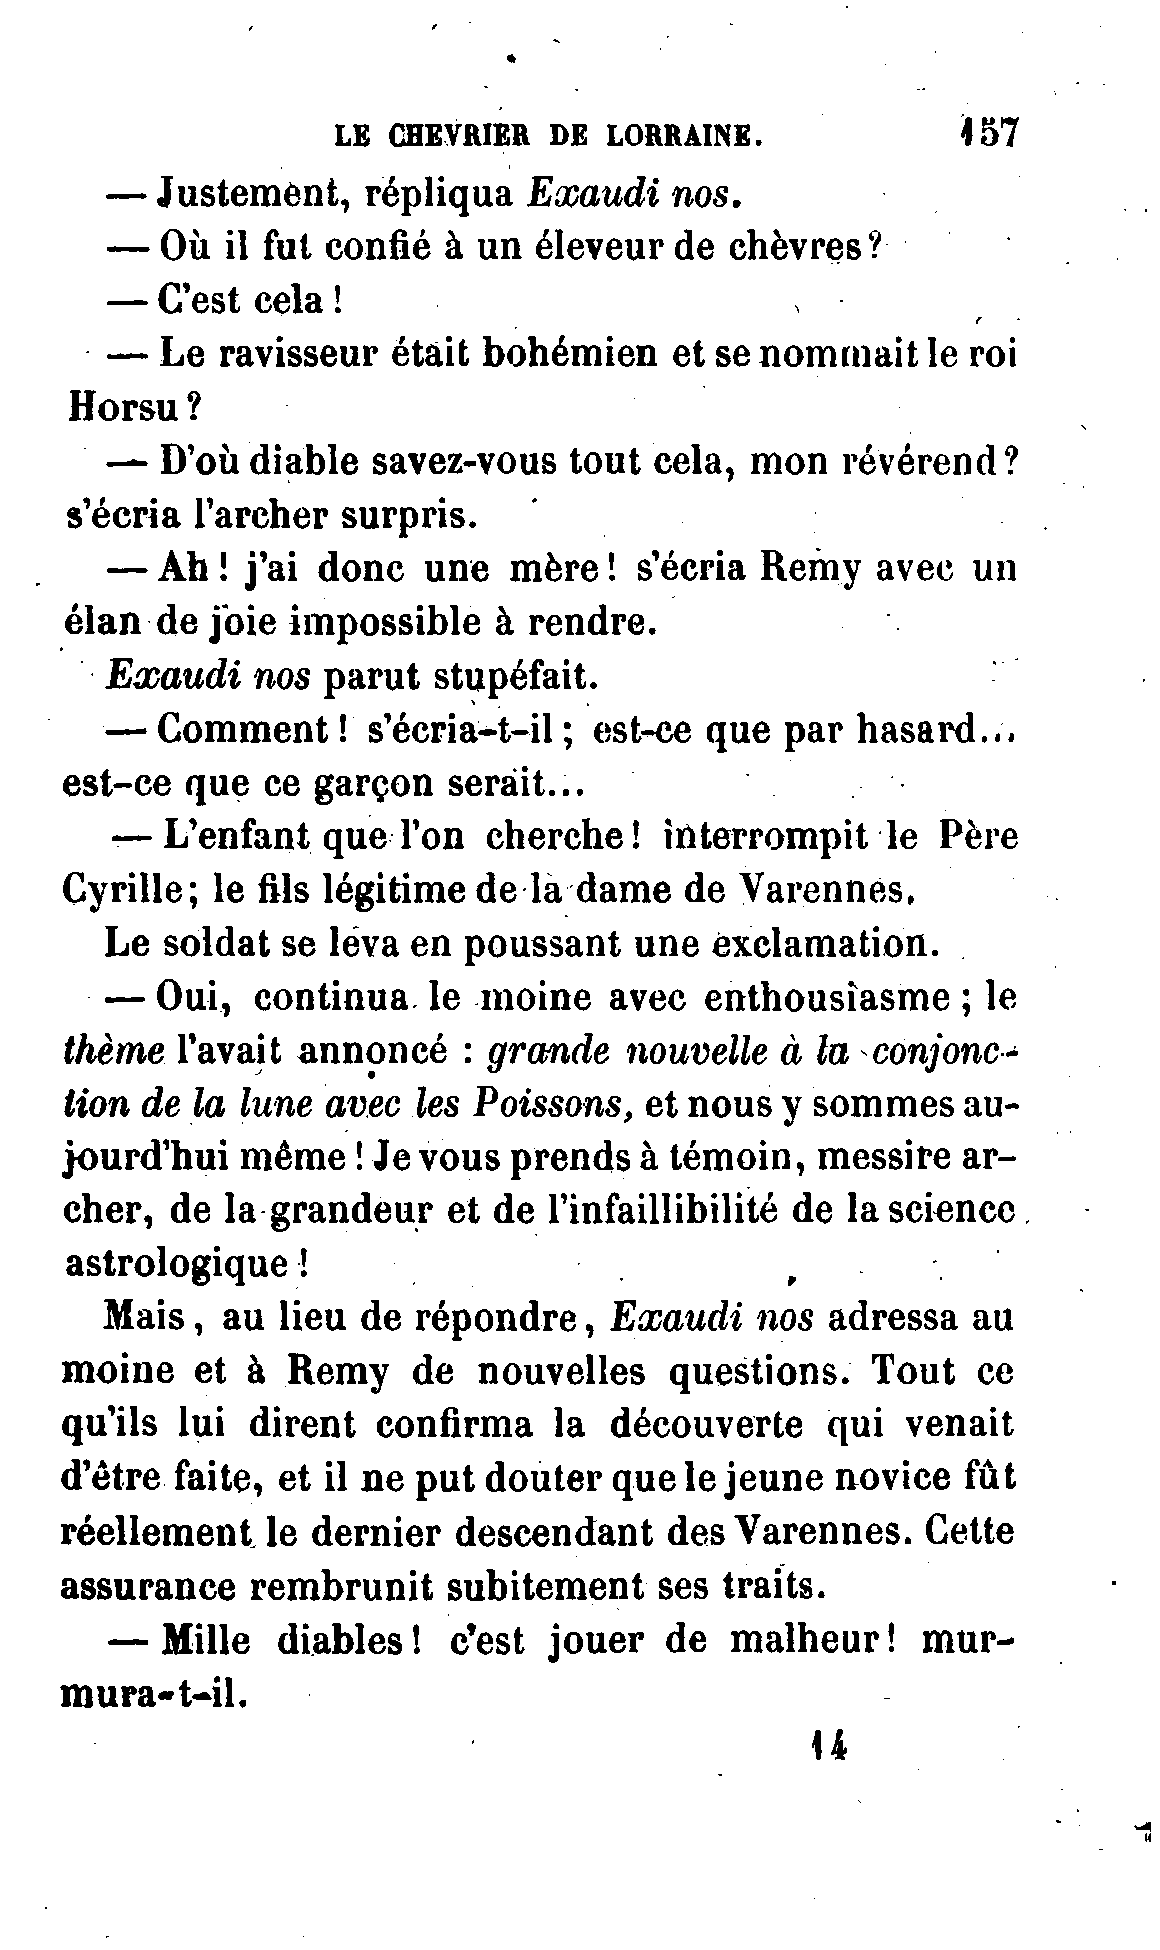 LE CHEVRIER DE LORRAINE. 157
— Justement, répliqua Exaudi nos.
— Où il fut confié à un éleveur de chèvres?
— C'est cela!
— Le ravisseur était bohémien et se nommait le roi
Horsu?
— D'où diable savez-vous tout cela, mon révérend?
s'écria l'archer surpris.
— Ah! j'ai donc une mère! s'écria Remy avec un
élan de joie impossible à rendre.
Exaudi nos parut stupéfait.
— Comment! s'écria-t-il; est-ce que par hasard...
est-ce que ce garçon serait...
— L'enfant que l'on cherche! interrompit le Père
Cyrille; le fils légitime de la dame de Varennes.
Le soldat se léva en poussant une exclamation.
— Oui, continua le moine avec enthousiasme; le
thème l'avait annoncé : grande nouvelle à la conjonc-
tion de la lune avec les Poissons, et nous y sommes au-
jourd'hui même! Je vous prends à témoin, messire ar-
cher, de la grandeur et de l'infaillibilité de la science
astrologique!
Mais, au lieu de répondre, Exaudi nos adressa au
moine et à Remy de nouvelles questions. Tout ce
qu'ils lui dirent confirma la découverte qui venait
d'être faite, et il ne put douter que le jeune novice fût
réellement le dernier descendant des Varennes. Cette
assurance rembrunit subitement ses traits.
— Mille diables! c'est jouer de malheur! mur-
mura-t-il.
14